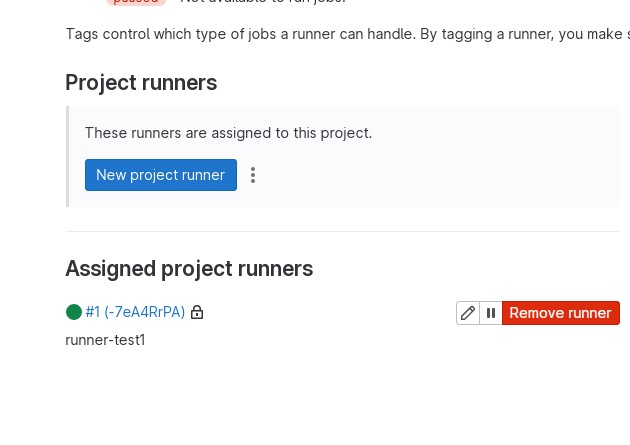 paused Not available to run jobs.
Tags control which type of jobs a runner can handle. By tagging a runner, you make s
Project runners
These runners are assigned to this project.
New project runner
Assigned project runners
#1 (-7eA4RrPA) Remove runner
runner-test1